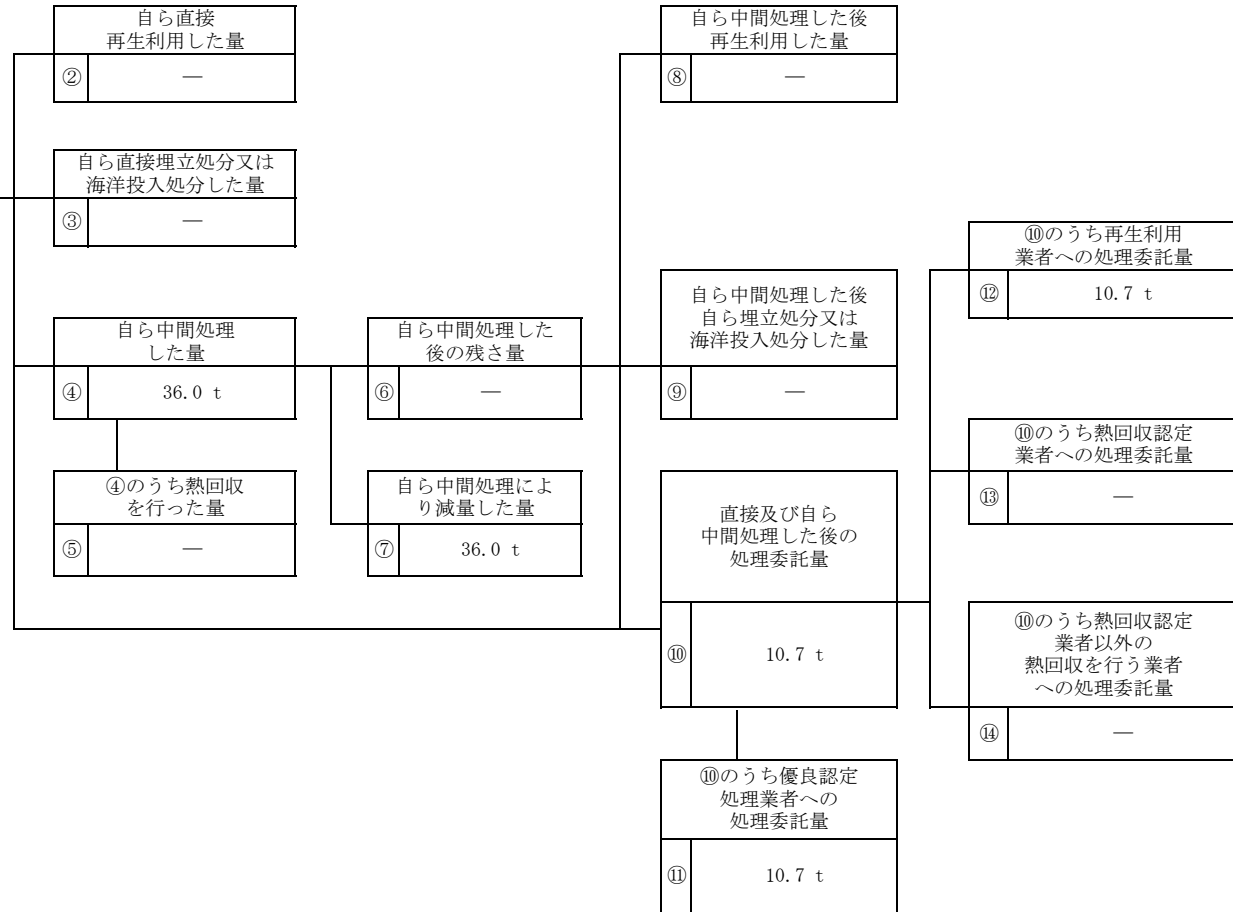 自ら直接
再生利用した量
② ―
自ら中間処理した後
再生利用した量
⑧ ―
自ら直接埋立処分又は
海洋投入処分した量
③ ―
⑩のうち再生利用
業者への処理委託量
⑫ 10.7 t
自ら中間処理
した量
④ 36.0 t
自ら中間処理した
後の残さ量
⑥ ―
自ら中間処理した後
自ら埋立処分又は
海洋投入処分した量
⑨ ―
⑩のうち熱回収認定
業者への処理委託量
⑬ ―
④のうち熱回収
を行った量
⑤ ―
自ら中間処理によ
り減量した量
⑦ 36.0 t
直接及び自ら
中間処理した後の
処理委託量
⑩ 10.7 t
⑩のうち熱回収認定
業者以外の
熱回収を行う業者
への処理委託量
⑭ ―
⑩のうち優良認定
処理業者への
処理委託量
⑪ 10.7 t